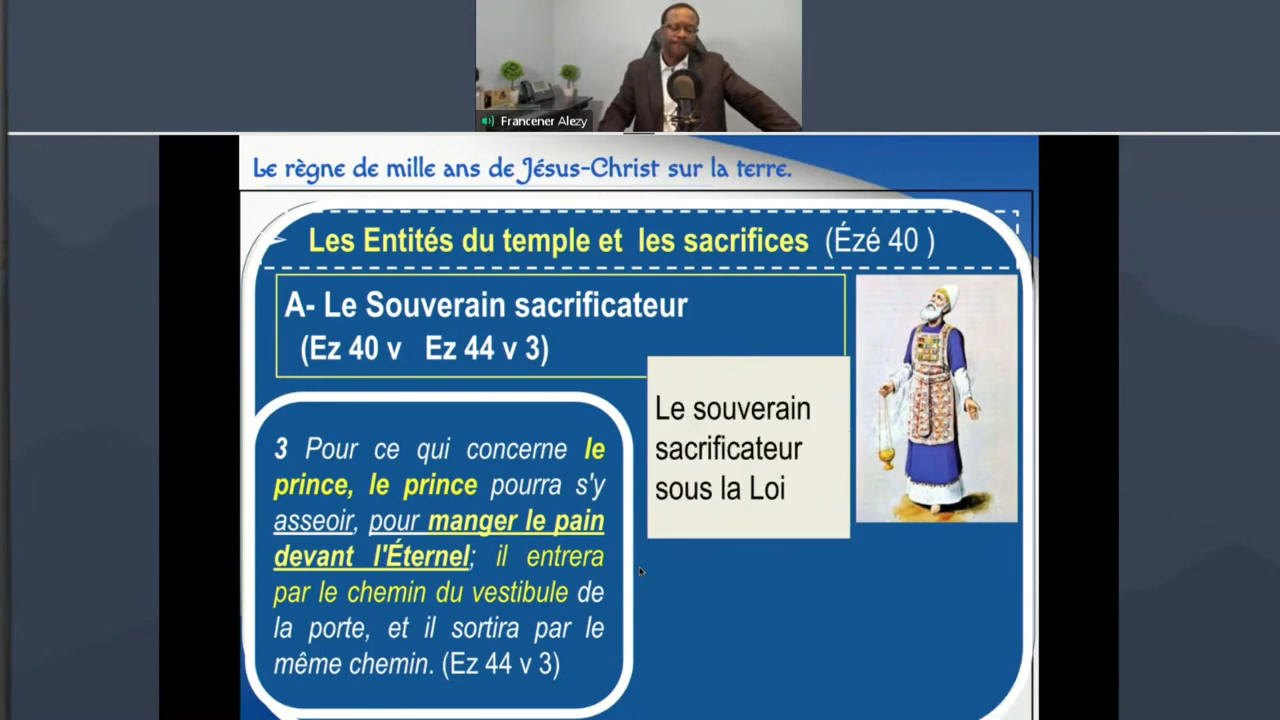 Francener Alezy
Le règne de mille ans de Jésus-Christ sur la terre.
Les Entités du temple et les sacrifices (Ézé 40 )
A- Le Souverain sacrificateur
(Ez 40 v Ez 44 v 3)
Le souverain
sacrificateur
sous la Loi
3 Pour ce qui concerne le
prince, le prince pourra s'y
asseoir, pour manger le pain
devant l'Éternel; il entrera
par le chemin du vestibule de
la porte, et il sortira par le
même chemin. (Ez 44 v 3)